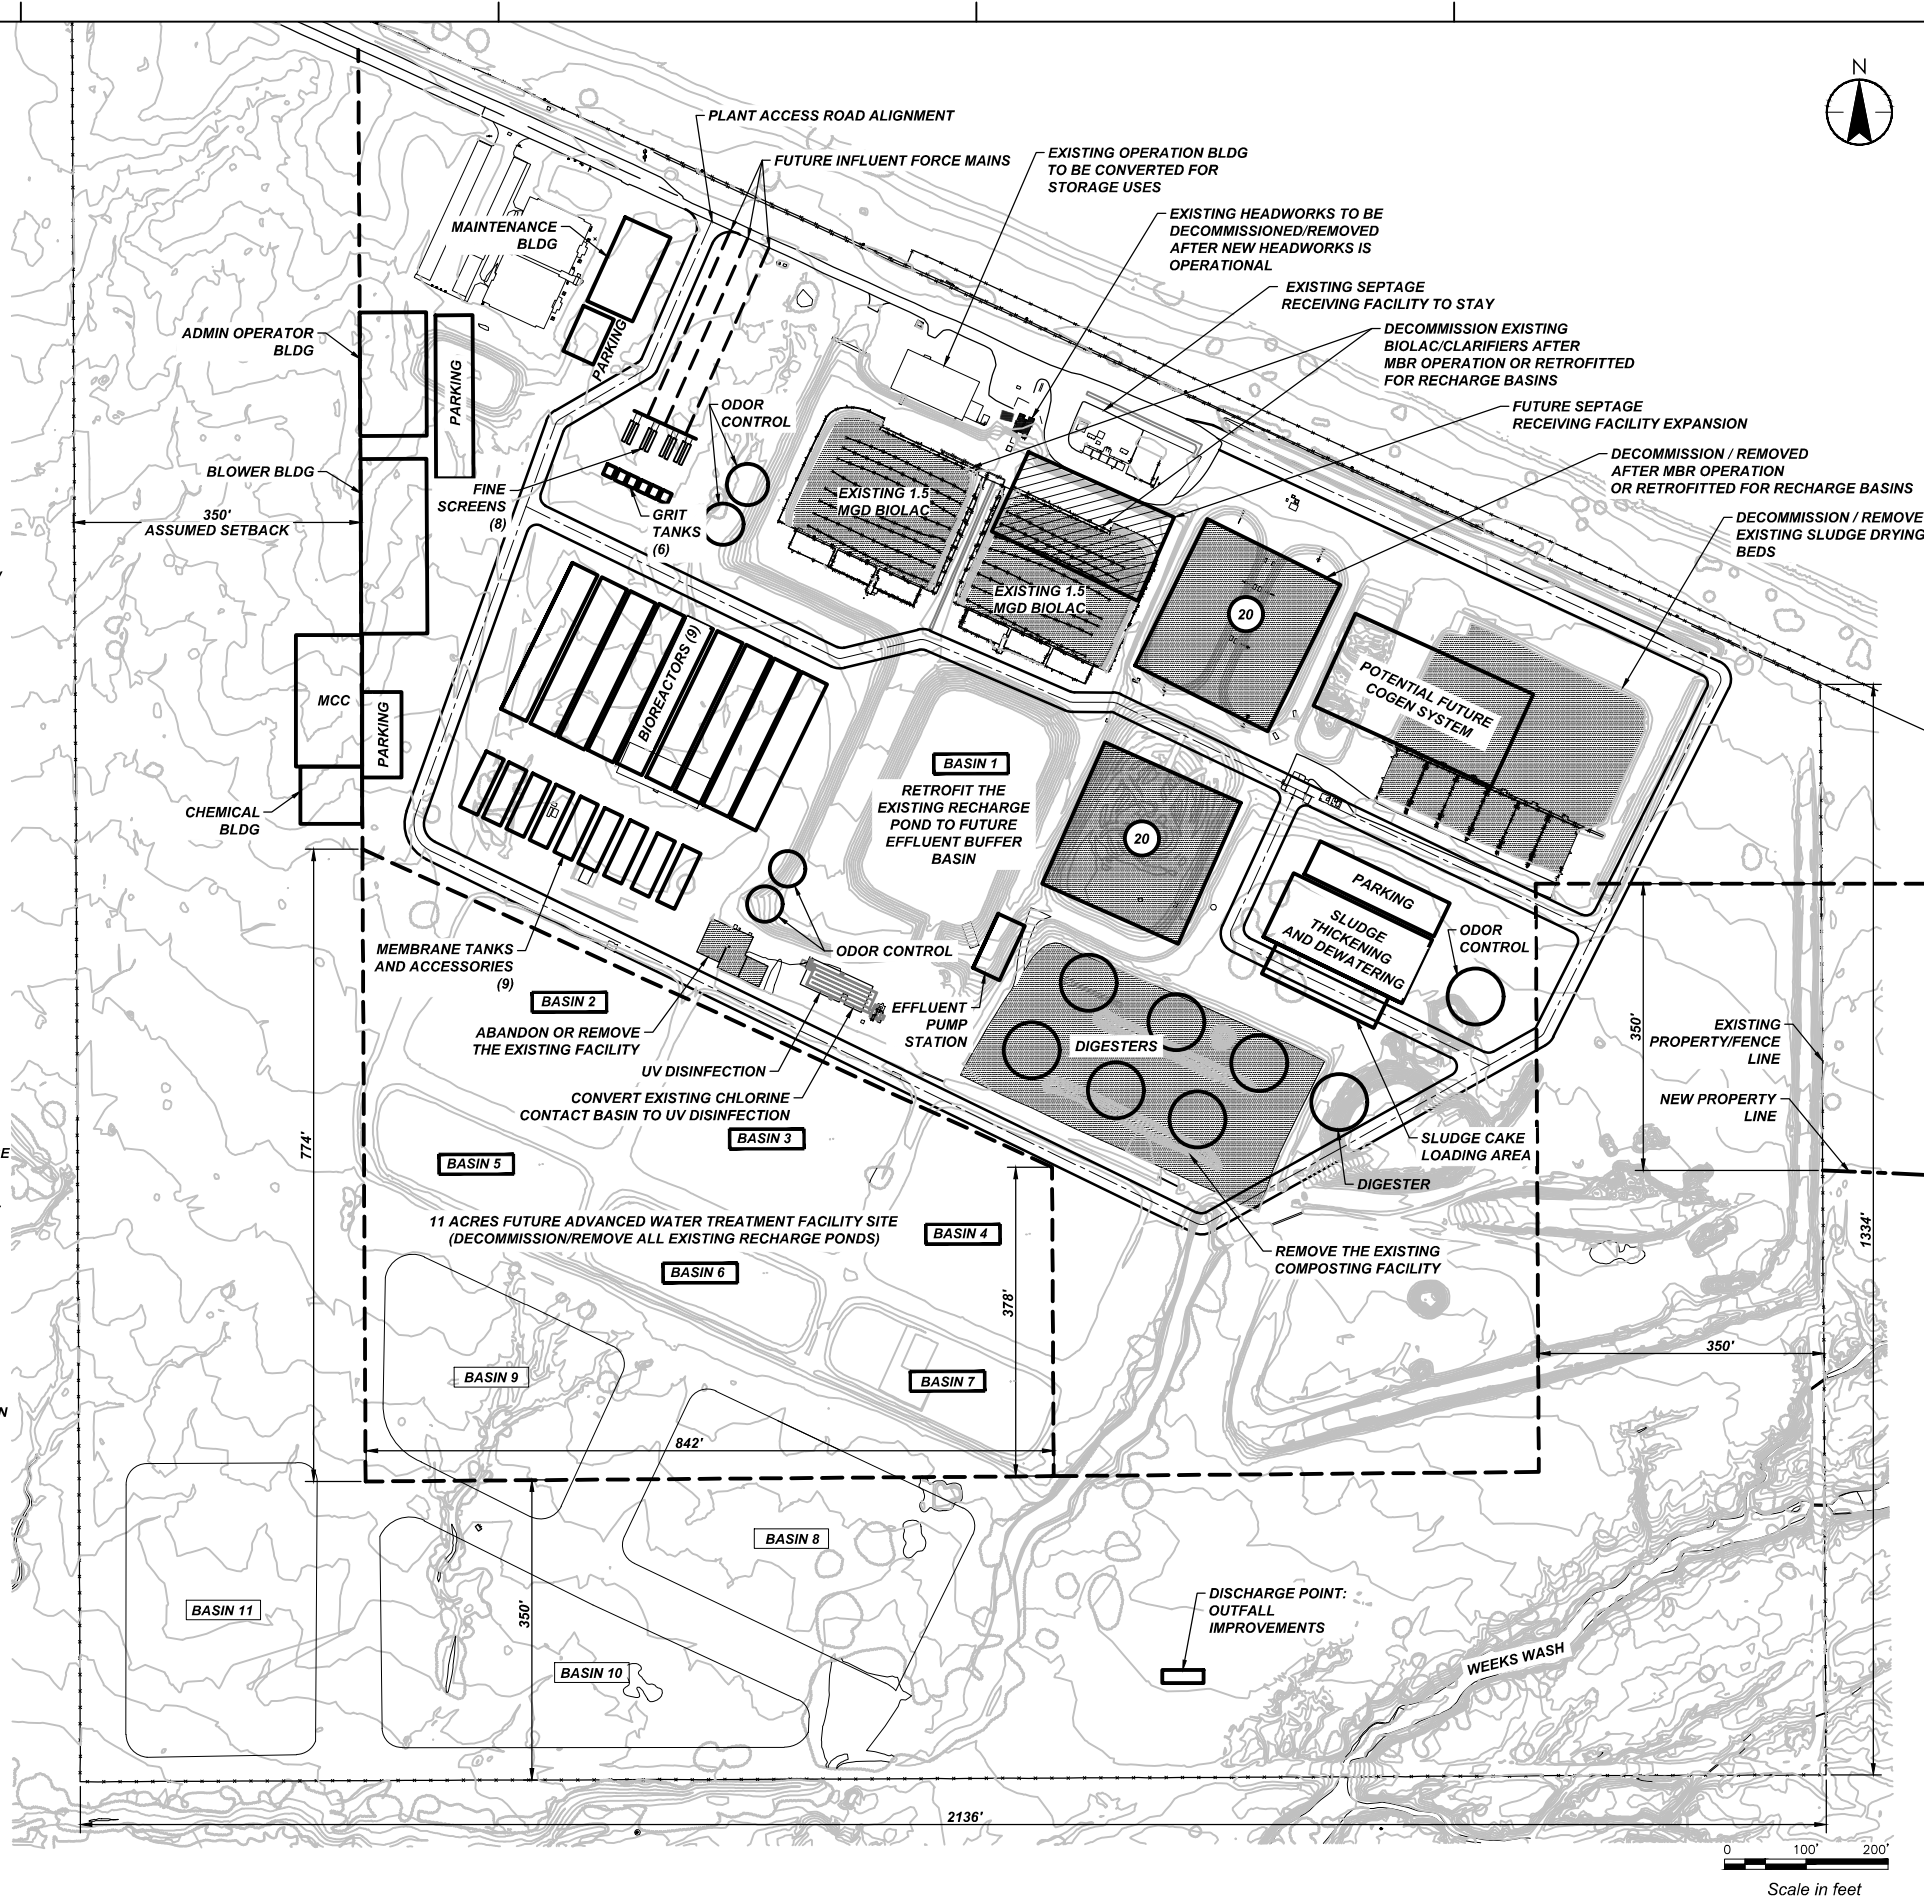 N
PLANT ACCESS ROAD ALIGNMENT
FUTURE INFLUENT FORCE MAINS
EXISTING OPERATION BLDG
TO BE CONVERTED FOR
STORAGE USES
EXISTING HEADWORKS TO BE
DECOMMISSIONED/REMOVED
AFTER NEW HEADWORKS IS
OPERATIONAL
EXISTING SEPTAGE
RECEIVING FACILITY TO STAY
DECOMMISSION EXISTING
BIOLAC/CLARIFIERS AFTER
MBR OPERATION OR RETROFITTED
FOR RECHARGE BASINS
FUTURE SEPTAGE
RECEIVING FACILITY EXPANSION
DECOMMISSION / REMOVED
AFTER MBR OPERATION
OR RETROFITTED FOR RECHARGE BASINS
DECOMMISSION / REMOVE
EXISTING SLUDGE DRYING
BEDS
MAINTENANCE
BLDG
PARKING
ADMIN OPERATOR
BLDG
PARKING
ODOR
CONTROL
BLOWER BLDG
350'
ASSUMED SETBACK
FINE
SCREENS
(8)
GRIT
TANKS
(6)
EXISTING 1.5
MGD BIOLAC
EXISTING 1.5
MGD BIOLAC
20
POTENTIAL FUTURE
COGEN SYSTEM
BIOREACTORS (9)
MCC
PARKING
CHEMICAL
BLDG
BASIN 1
RETROFIT THE
EXISTING RECHARGE
POND TO FUTURE
EFFLUENT BUFFER
BASIN
20
PARKING
SLUDGE
THICKENING
AND DEWATERING
ODOR
CONTROL
MEMBRANE TANKS
AND ACCESSORIES
(9)
ODOR CONTROL
BASIN 2
ABANDON OR REMOVE
THE EXISTING FACILITY
EFFLUENT
PUMP
STATION
DIGESTERS
UV DISINFECTION
CONVERT EXISTING CHLORINE
CONTACT BASIN TO UV DISINFECTION
350'
EXISTING
PROPERTY/FENCE
LINE
NEW PROPERTY
LINE
774'
BASIN 3
BASIN 5
SLUDGE CAKE
LOADING AREA
DIGESTER
E
11 ACRES FUTURE ADVANCED WATER TREATMENT FACILITY SITE
(DECOMMISSION/REMOVE ALL EXISTING RECHARGE PONDS)
BASIN 4
BASIN 6
REMOVE THE EXISTING
COMPOSTING FACILITY
1334'
378'
350'
BASIN 9
BASIN 7
N
842'
BASIN 8
350'
BASIN 11
BASIN 10
DISCHARGE POINT:
OUTFALL
IMPROVEMENTS
WEEKS WASH
2136'
0 100' 200'
Scale in feet